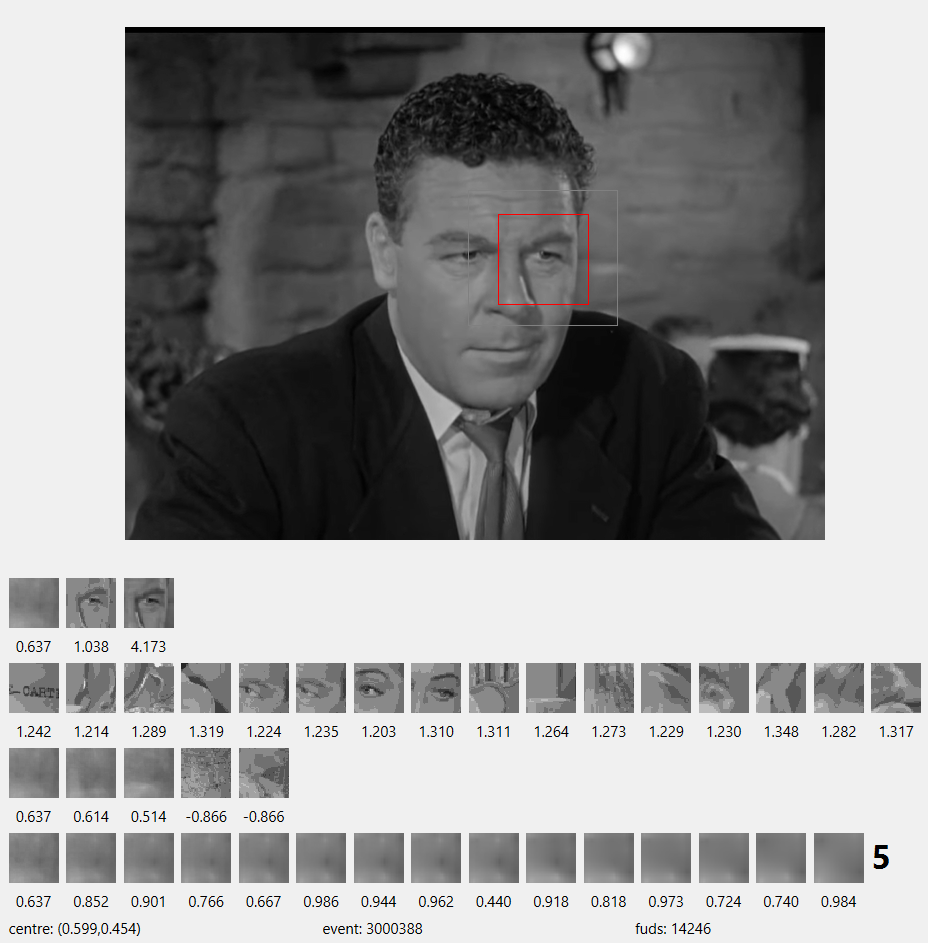 0.637 1.038 4.173
-CART
1.242 1.214 1.289 1.319 1.224 1.235 1.203 1.310 1.311 1.264 1.273 1.229 1.230 1.348 1.282 1.317
0.637 0.614 0.514 -0.866 -0.866
5
0.637 0.852 0.901 0.766 0.667 0.986 0.944 0.962 0.440 0.918 0.818 0.973 0.724 0.740 0.984
centre: (0.599,0.454) event: 3000388 fuds: 14246